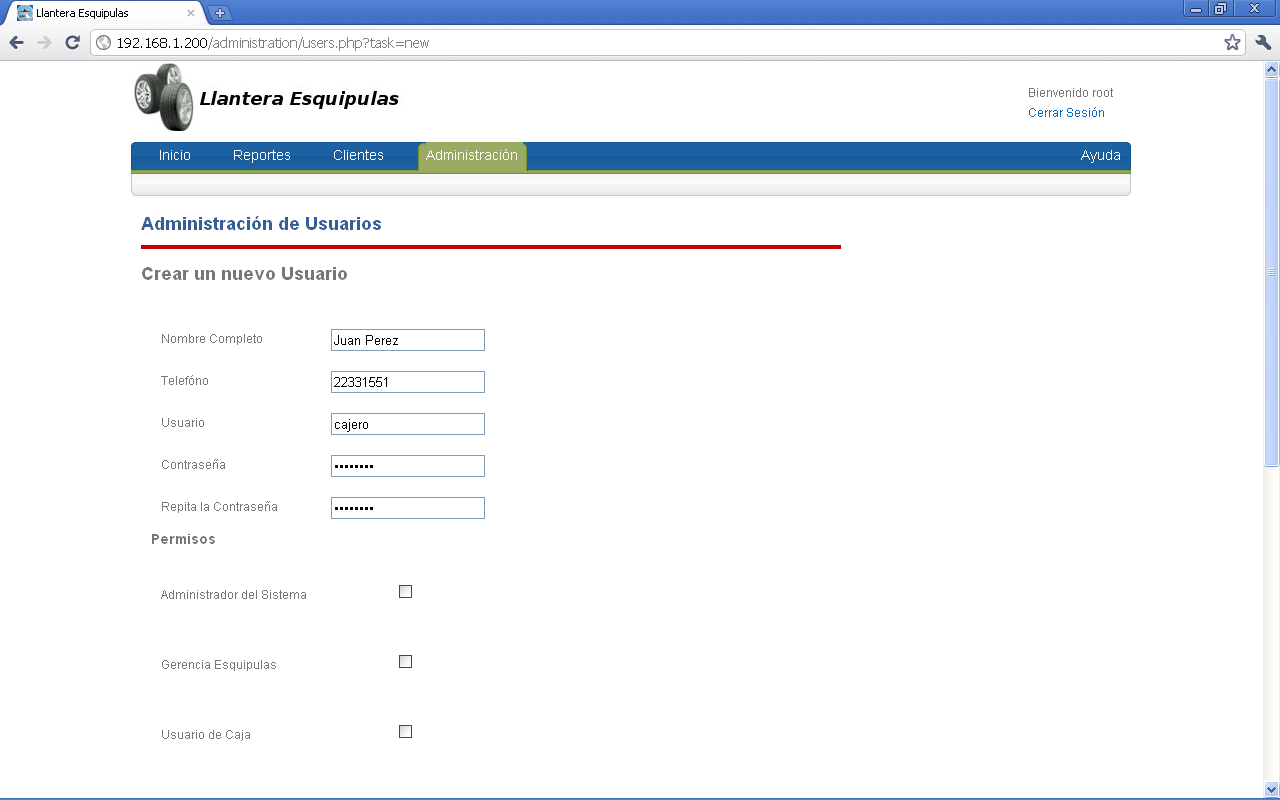 Llantera Esquipulas
192.168.1.200/administration/users.php?task=new
Llantera Esquipulas
Bienvenido root
Cerrar Sesión
Inicio Reportes Clientes Administración Ayuda
Administración de Usuarios
Crear un nuevo Usuario
Nombre Completo Juan Perez
Telefóno 22331551
Usuario cajero
Contraseña ••••••••
Repita la Contraseña ••••••••
Permisos
Administrador del Sistema
Gerencia Esquipulas
Usuario de Caja